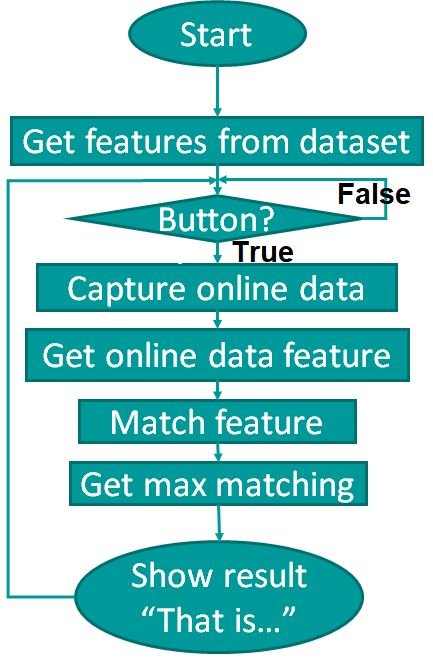 Start
Get features from dataset
False
Button?
True
Capture online data
Get online data feature
Match feature
Get max matching
Show result
“That is...”